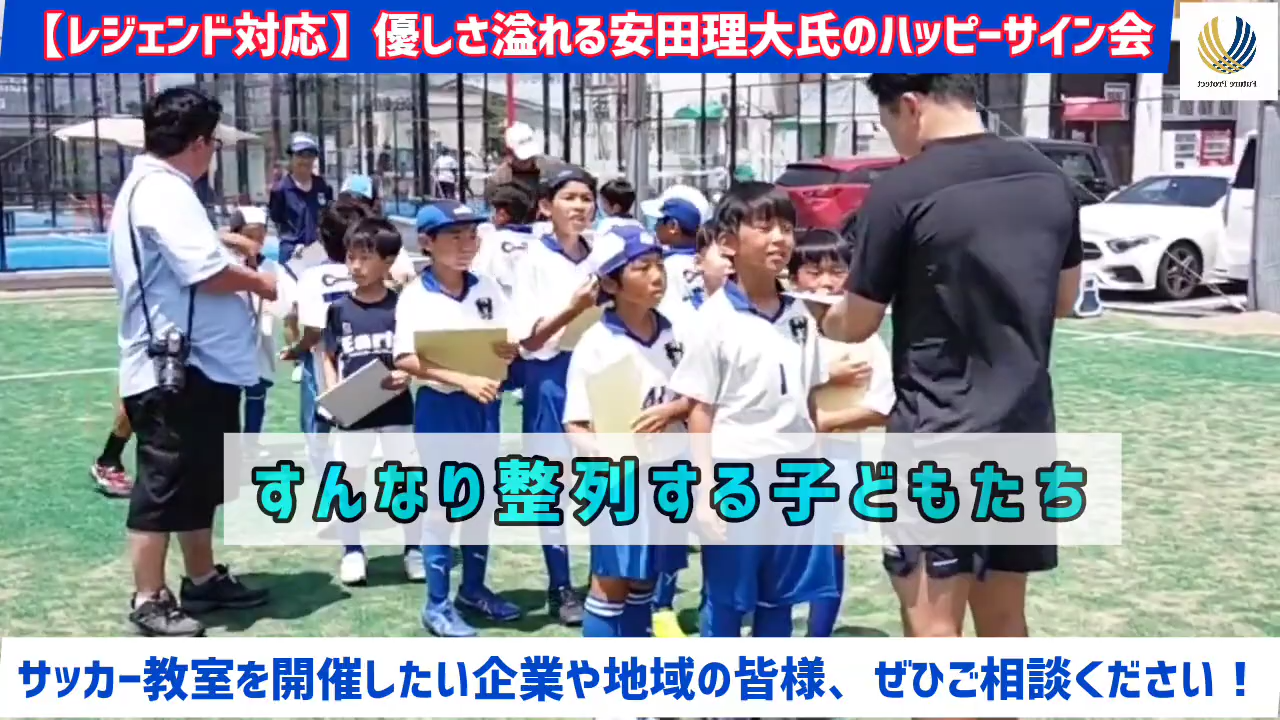 【レジェンド対応】優しさ溢れる安田理大氏のハッピーサイン会
Future Protect
すんなり整列する子どもたち
サッカー教室を開催したい企業や地域の皆様、ぜひご相談ください！